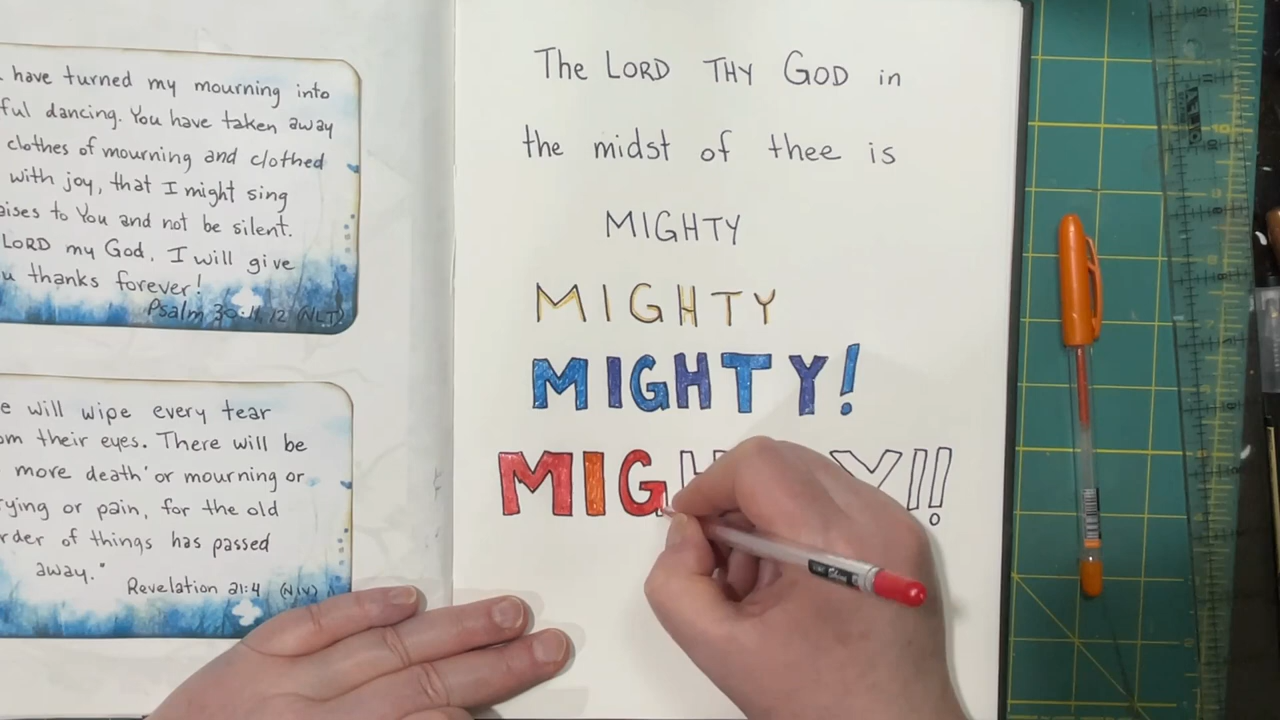 have turned my mourning into
ful dancing. You have taken away
clothes of mourning and clothed
with joy, that I might sing
aises to You and not be silent.
LORD my God, I will give
u thanks forever!
Psalm 30:11,12 (NLT)
e will wipe every tear
om their eyes. There will be
more death' or mourning or
rying or pain, for the old
rder of things has passed
away."
Revelation 21:4 (NIV)
The LORD THY GOD in
the midst of thee is
MIGHTY
MIGHTY
MIGHTY!
MIGH Y!!